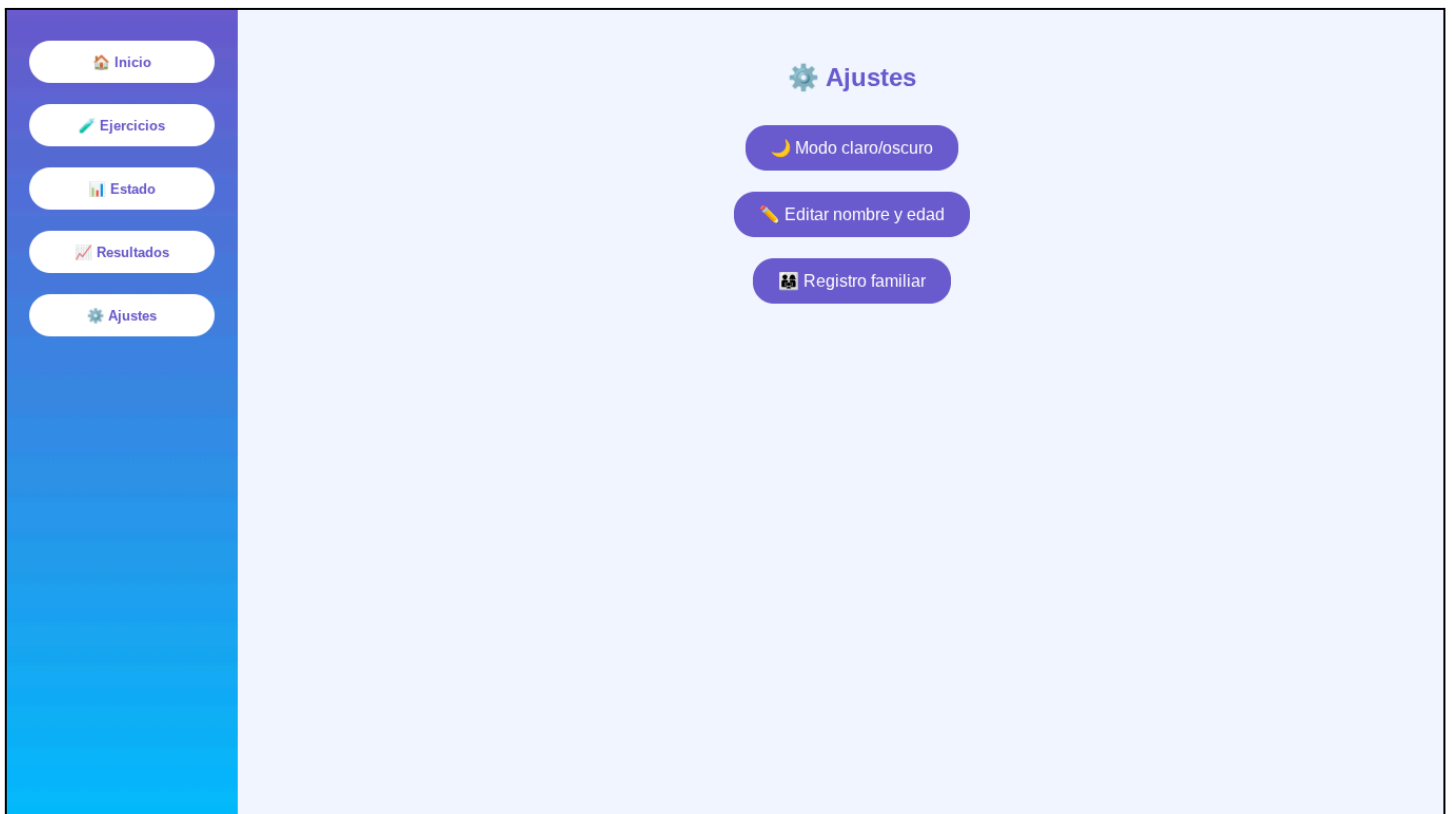 🏠 Inicio
🧪 Ejercicios
📊 Estado
📈 Resultados
⚙️ Ajustes
⚙️ Ajustes
🌙 Modo claro/oscuro
✏️ Editar nombre y edad
👨‍👩‍👧 Registro familiar